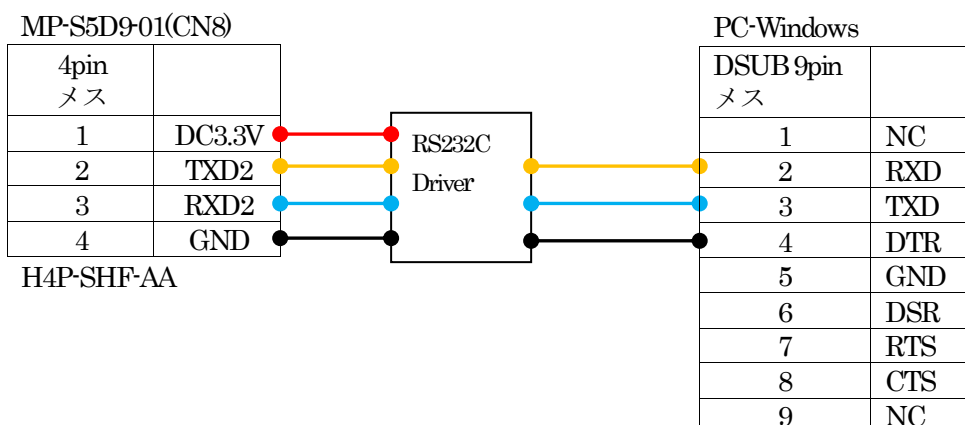 MP-S5D9-01(CN8)
4pin
メス
1 DC3.3V
2 TXD2
3 RXD2
4 GND
H4P-SHF-AA
RS232C
Driver
PC-Windows
DSUB 9pin
メス
1 NC
2 RXD
3 TXD
4 DTR
5 GND
6 DSR
7 RTS
8 CTS
9 NC